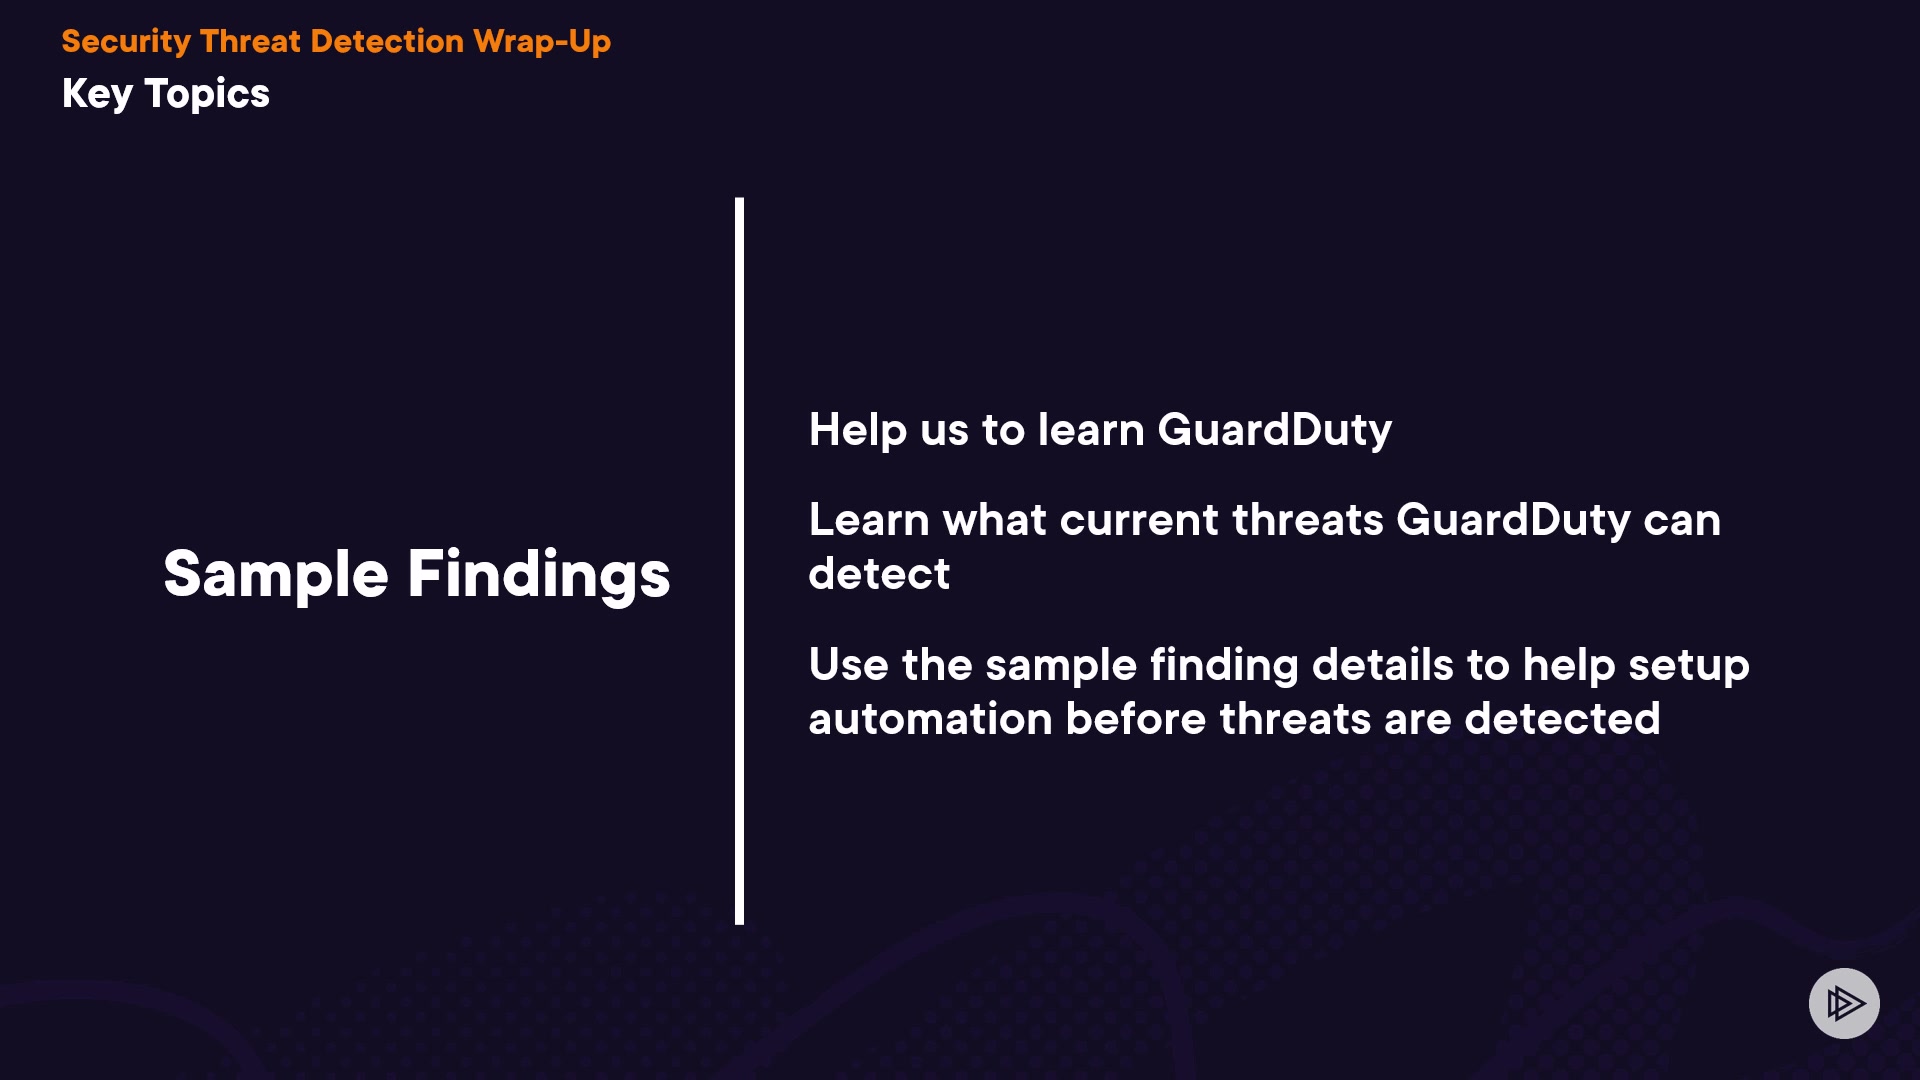 Security Threat Detection Wrap-Up
Key Topics
Sample Findings
Help us to learn GuardDuty
Learn what current threats GuardDuty can
detect
Use the sample finding details to help setup
automation before threats are detected